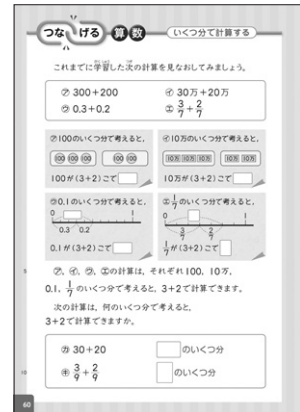 つなげる 算数 いくつ分で計算する
これまでに学習した次の計算を見なおしてみましょう。
㋐ 300+200 ㋑ 30万+20万
㋒ 0.3+0.2 ㋓ 3/7 + 2/7
㋐100のいくつ分で考えると、
100 100 100 100 100
100が(3+2)こで
㋑10万のいくつ分で考えると、
10万 10万 10万 10万 10万
10万が(3+2)こで
㋒0.1のいくつ分で考えると、
0 1
0.3 0.2
0.1が(3+2)こで
㋓1/7のいくつ分で考えると、
0 1
3/7 2/7
1/7が(3+2)こで
5 ㋐、㋑、㋒、㋓の計算は、それぞれ100、10万、
0.1、1/7のいくつ分で考えると、3+2で計算できます。
次の計算は、何のいくつ分で考えると、
3+2で計算できますか。
㋕ 30+20 のいくつ分
10 ㋖ 3/9 + 2/9 のいくつ分
60